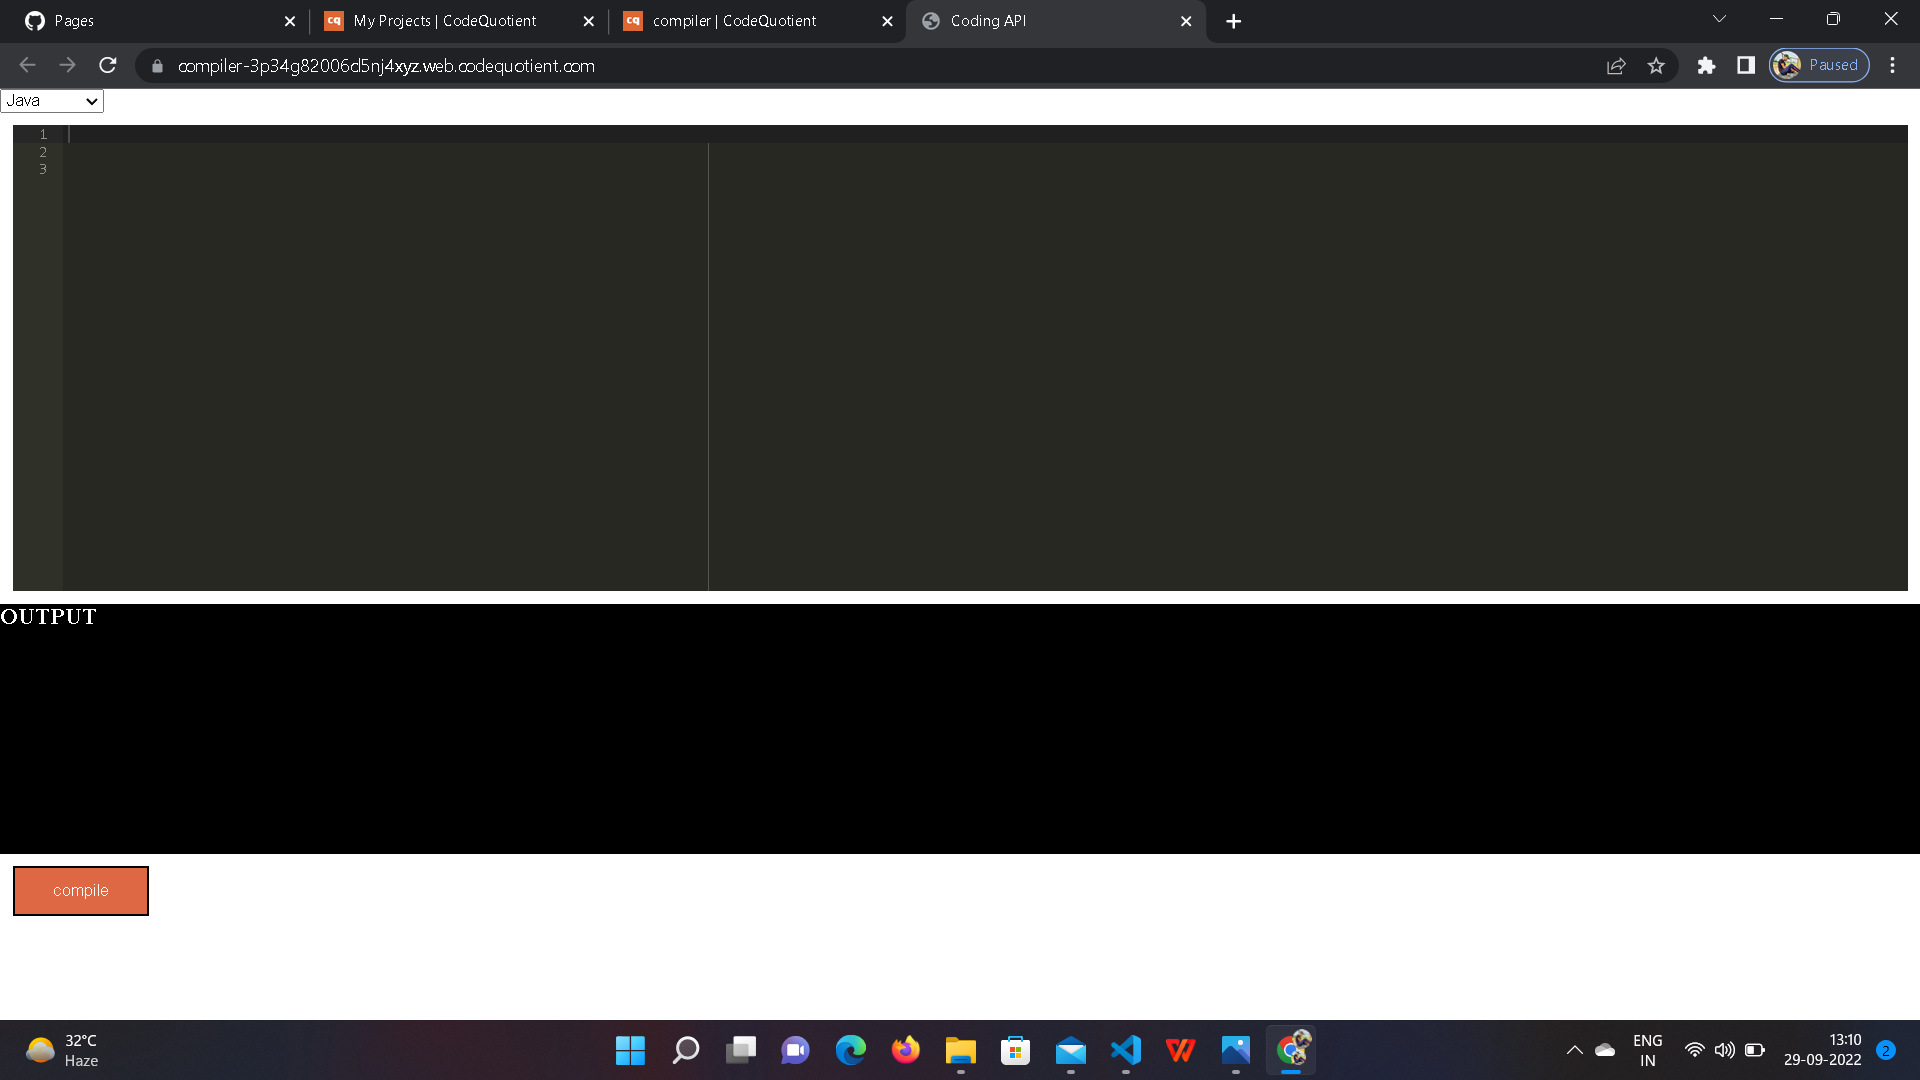 Pages
cq My Projects | CodeQuotient
cq compiler | CodeQuotient
Coding API
compiler-3p34g82006d5nj4xyz.web.codequotient.com
Paused
Java
1
2
3
OUTPUT
compile
32°C
Haze
ENG
IN
13:10
29-09-2022
2